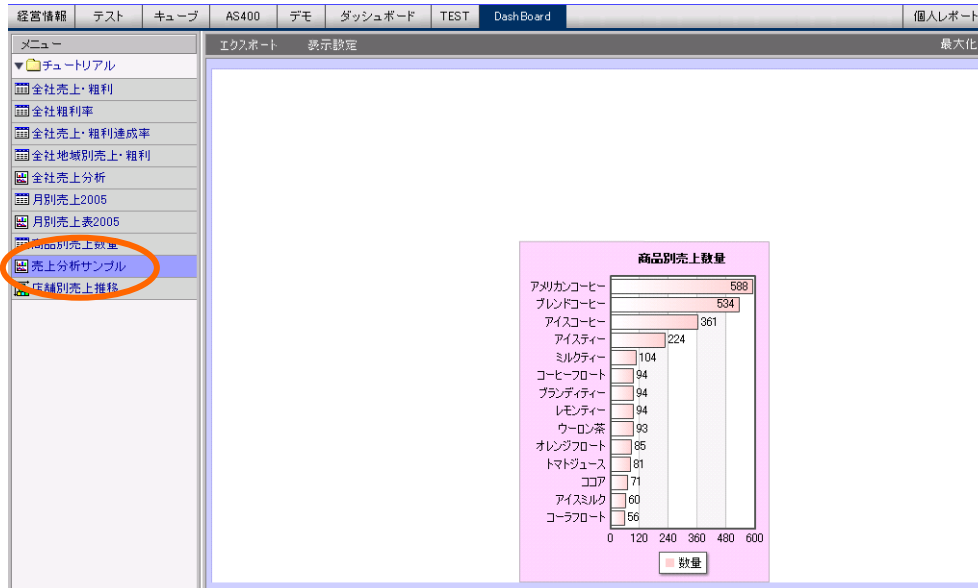 経営情報 テスト キューブ AS400 デモ ダッシュボード TEST DashBoard 個人レポート
メニュー
エクスポート 表示設定 最大化
チュートリアル
全社売上・粗利
全社粗利率
全社売上・粗利達成率
全社地域別売上・粗利
全社売上分析
月別売上2005
月別売上表2005
商品別売上数量
売上分析サンプル
店舗別売上推移
商品別売上数量
アメリカンコーヒー 588
ブレンドコーヒー 534
アイスコーヒー 361
アイスティー 224
ミルクティー 104
コーヒーフロート 94
ブランディティー 94
レモンティー 94
ウーロン茶 93
オレンジフロート 85
トマトジュース 81
ココア 71
アイスミルク 60
コーラフロート 56
0 120 240 360 480 600
数量